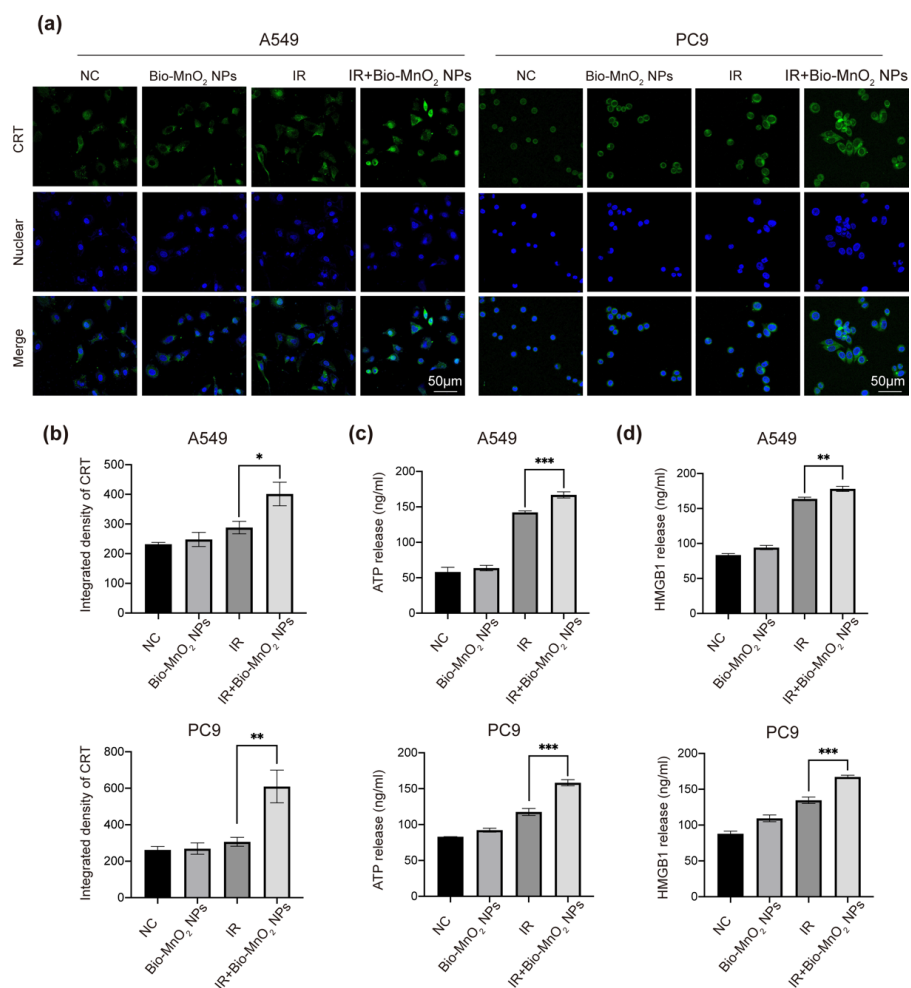 (a)
A549
PC9
NC
Bio-MnO₂ NPs
IR
IR+Bio-MnO₂ NPs
NC
Bio-MnO₂ NPs
IR
IR+Bio-MnO₂ NPs
CRT
Nuclear
Merge
50μm
50μm
(b)
A549
Integrated density of CRT
500
400
300
200
100
0
*
NC
Bio-MnO₂ NPs
IR
IR+Bio-MnO₂ NPs
PC9
Integrated density of CRT
800
600
400
200
0
**
NC
Bio-MnO₂ NPs
IR
IR+Bio-MnO₂ NPs
(c)
A549
ATP release (ng/ml)
200
150
100
50
0
***
NC
Bio-MnO₂ NPs
IR
IR+Bio-MnO₂ NPs
PC9
ATP release (ng/ml)
200
150
100
50
0
***
NC
Bio-MnO₂ NPs
IR
IR+Bio-MnO₂ NPs
(d)
A549
HMGB1 release (ng/ml)
200
150
100
50
0
**
NC
Bio-MnO₂ NPs
IR
IR+Bio-MnO₂ NPs
PC9
HMGB1 release (ng/ml)
200
150
100
50
0
***
NC
Bio-MnO₂ NPs
IR
IR+Bio-MnO₂ NPs